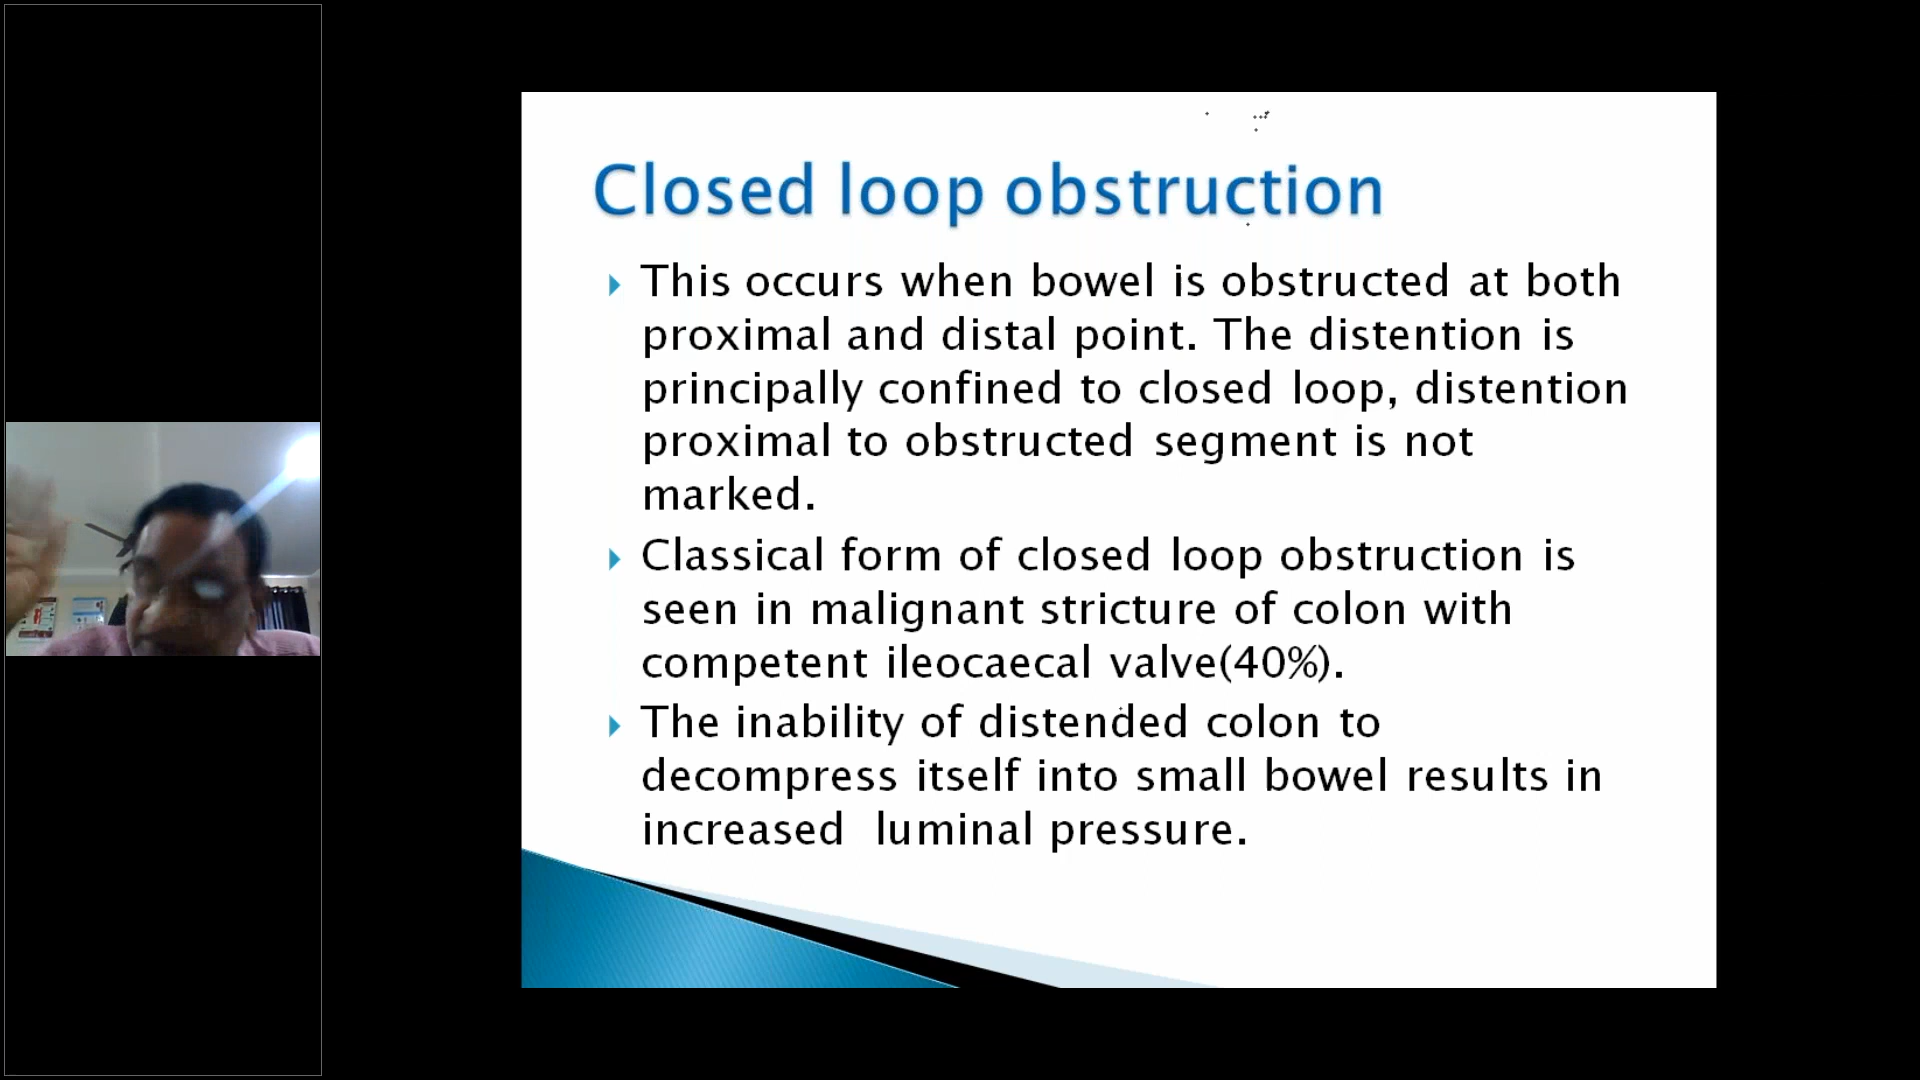 Closed loop obstruction
This occurs when bowel is obstructed at both
proximal and distal point. The distention is
principally confined to closed loop, distention
proximal to obstructed segment is not
marked.
Classical form of closed loop obstruction is
seen in malignant stricture of colon with
competent ileocaecal valve(40%).
The inability of distended colon to
decompress itself into small bowel results in
increased  luminal pressure.